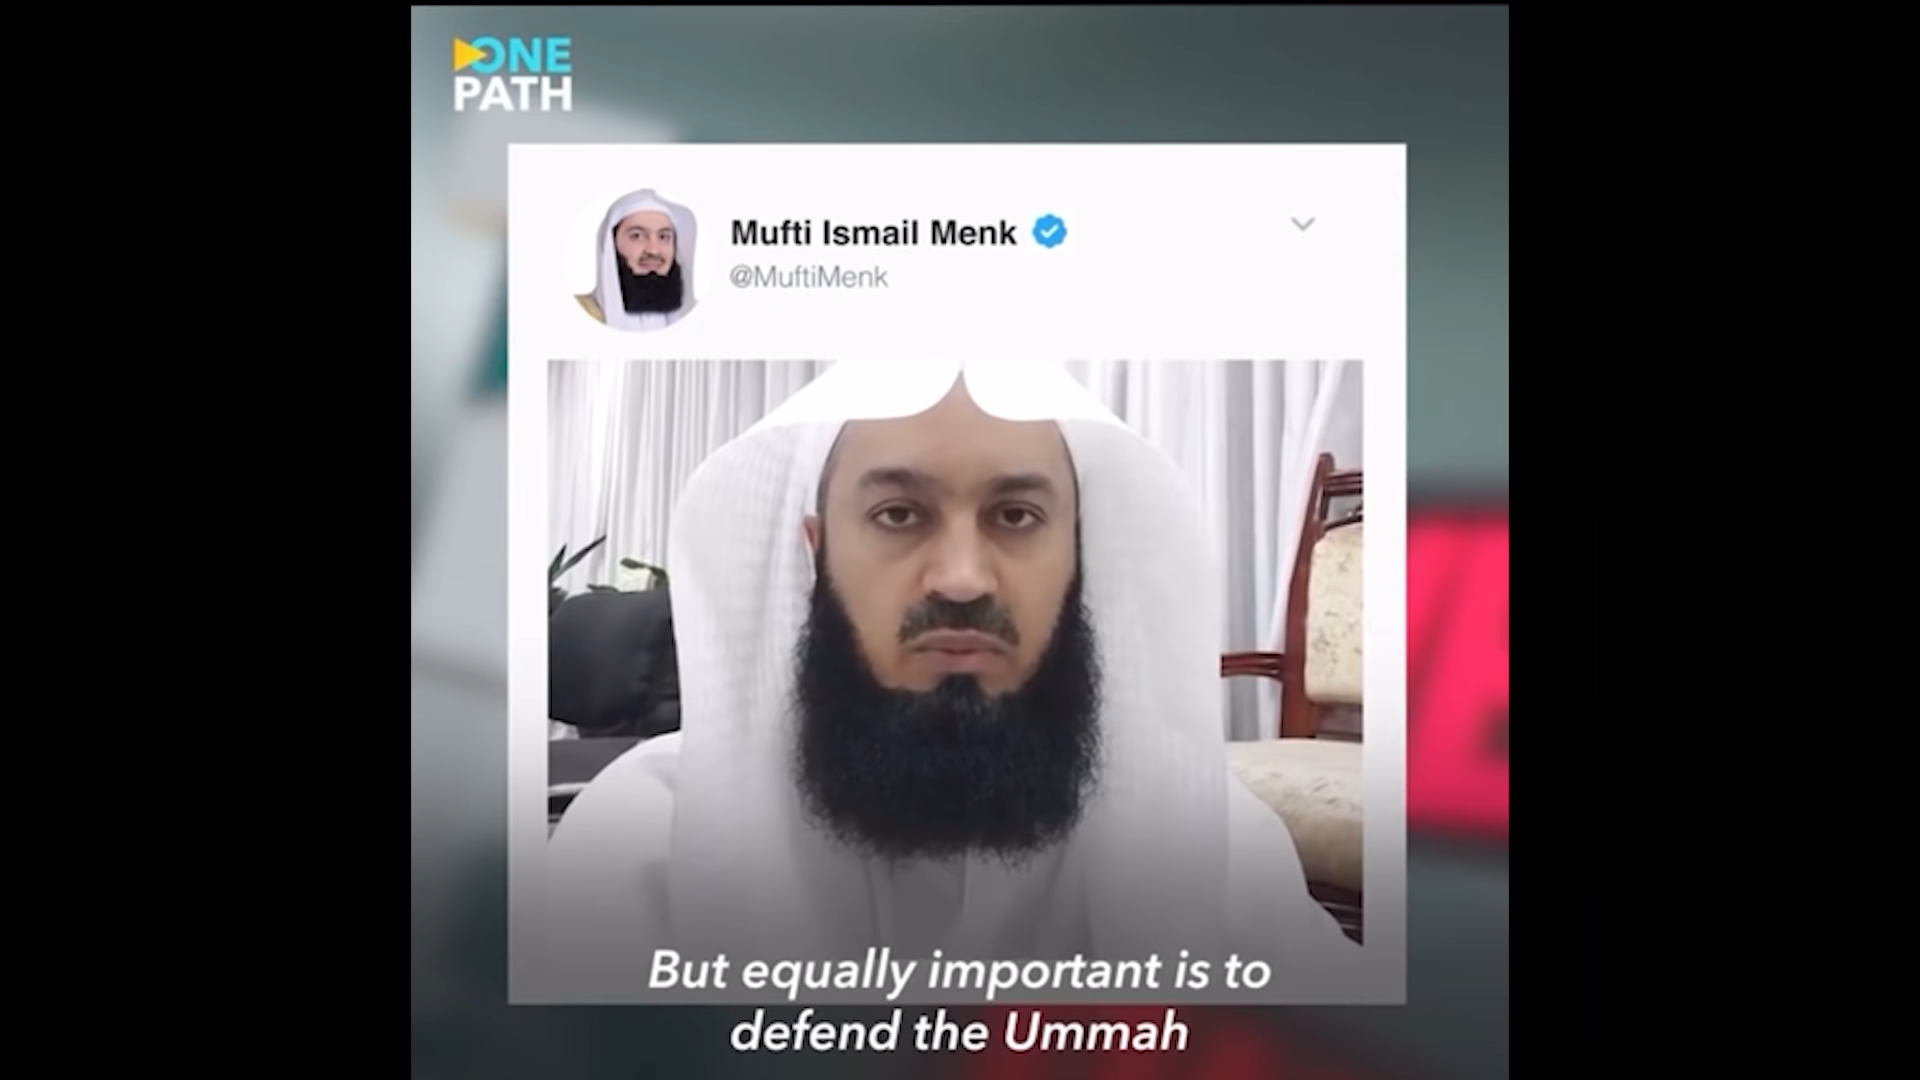 ONE
PATH
Mufti Ismail Menk
@MuftiMenk
But equally important is to
defend the Ummah